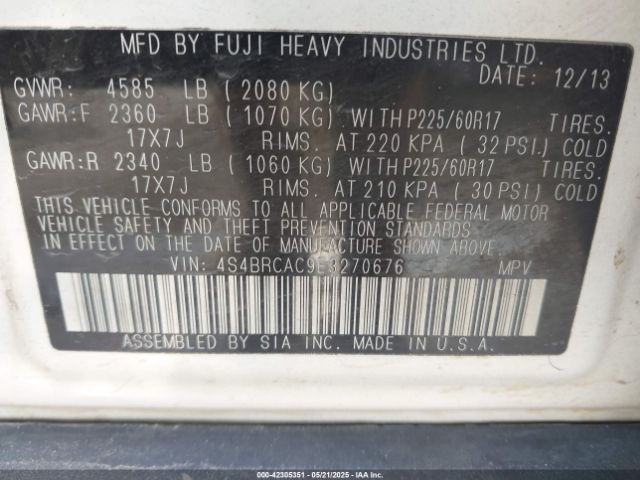 MFD BY FUJI HEAVY INDUSTRIES LTD.
DATE: 12/13
GVWR: 4585 LB ( 2080 KG)
GAWR:F 2360 LB ( 1070 KG) WITH P225/60R17 TIRES.
17X7J RIMS. AT 220 KPA ( 32 PSI.) COLD
GAWR:R 2340 LB ( 1060 KG) WITH P225/60R17 TIRES.
17X7J RIMS. AT 210 KPA ( 30 PSI) COLD
THIS VEHICLE CONFORMS TO ALL APPLICABLE FEDERAL MOTOR
VEHICLE SAFETY AND THEFT PREVENTION STANDARDS
IN EFFECT ON THE DATE OF MANUFACTURE SHOWN ABOVE.
VIN: 4S4BRCAC9E3270676 MPV
ASSEMBLED BY SIA INC. MADE IN U.S.A.
000-42305351 - 05/21/2025 - IAAI.COM